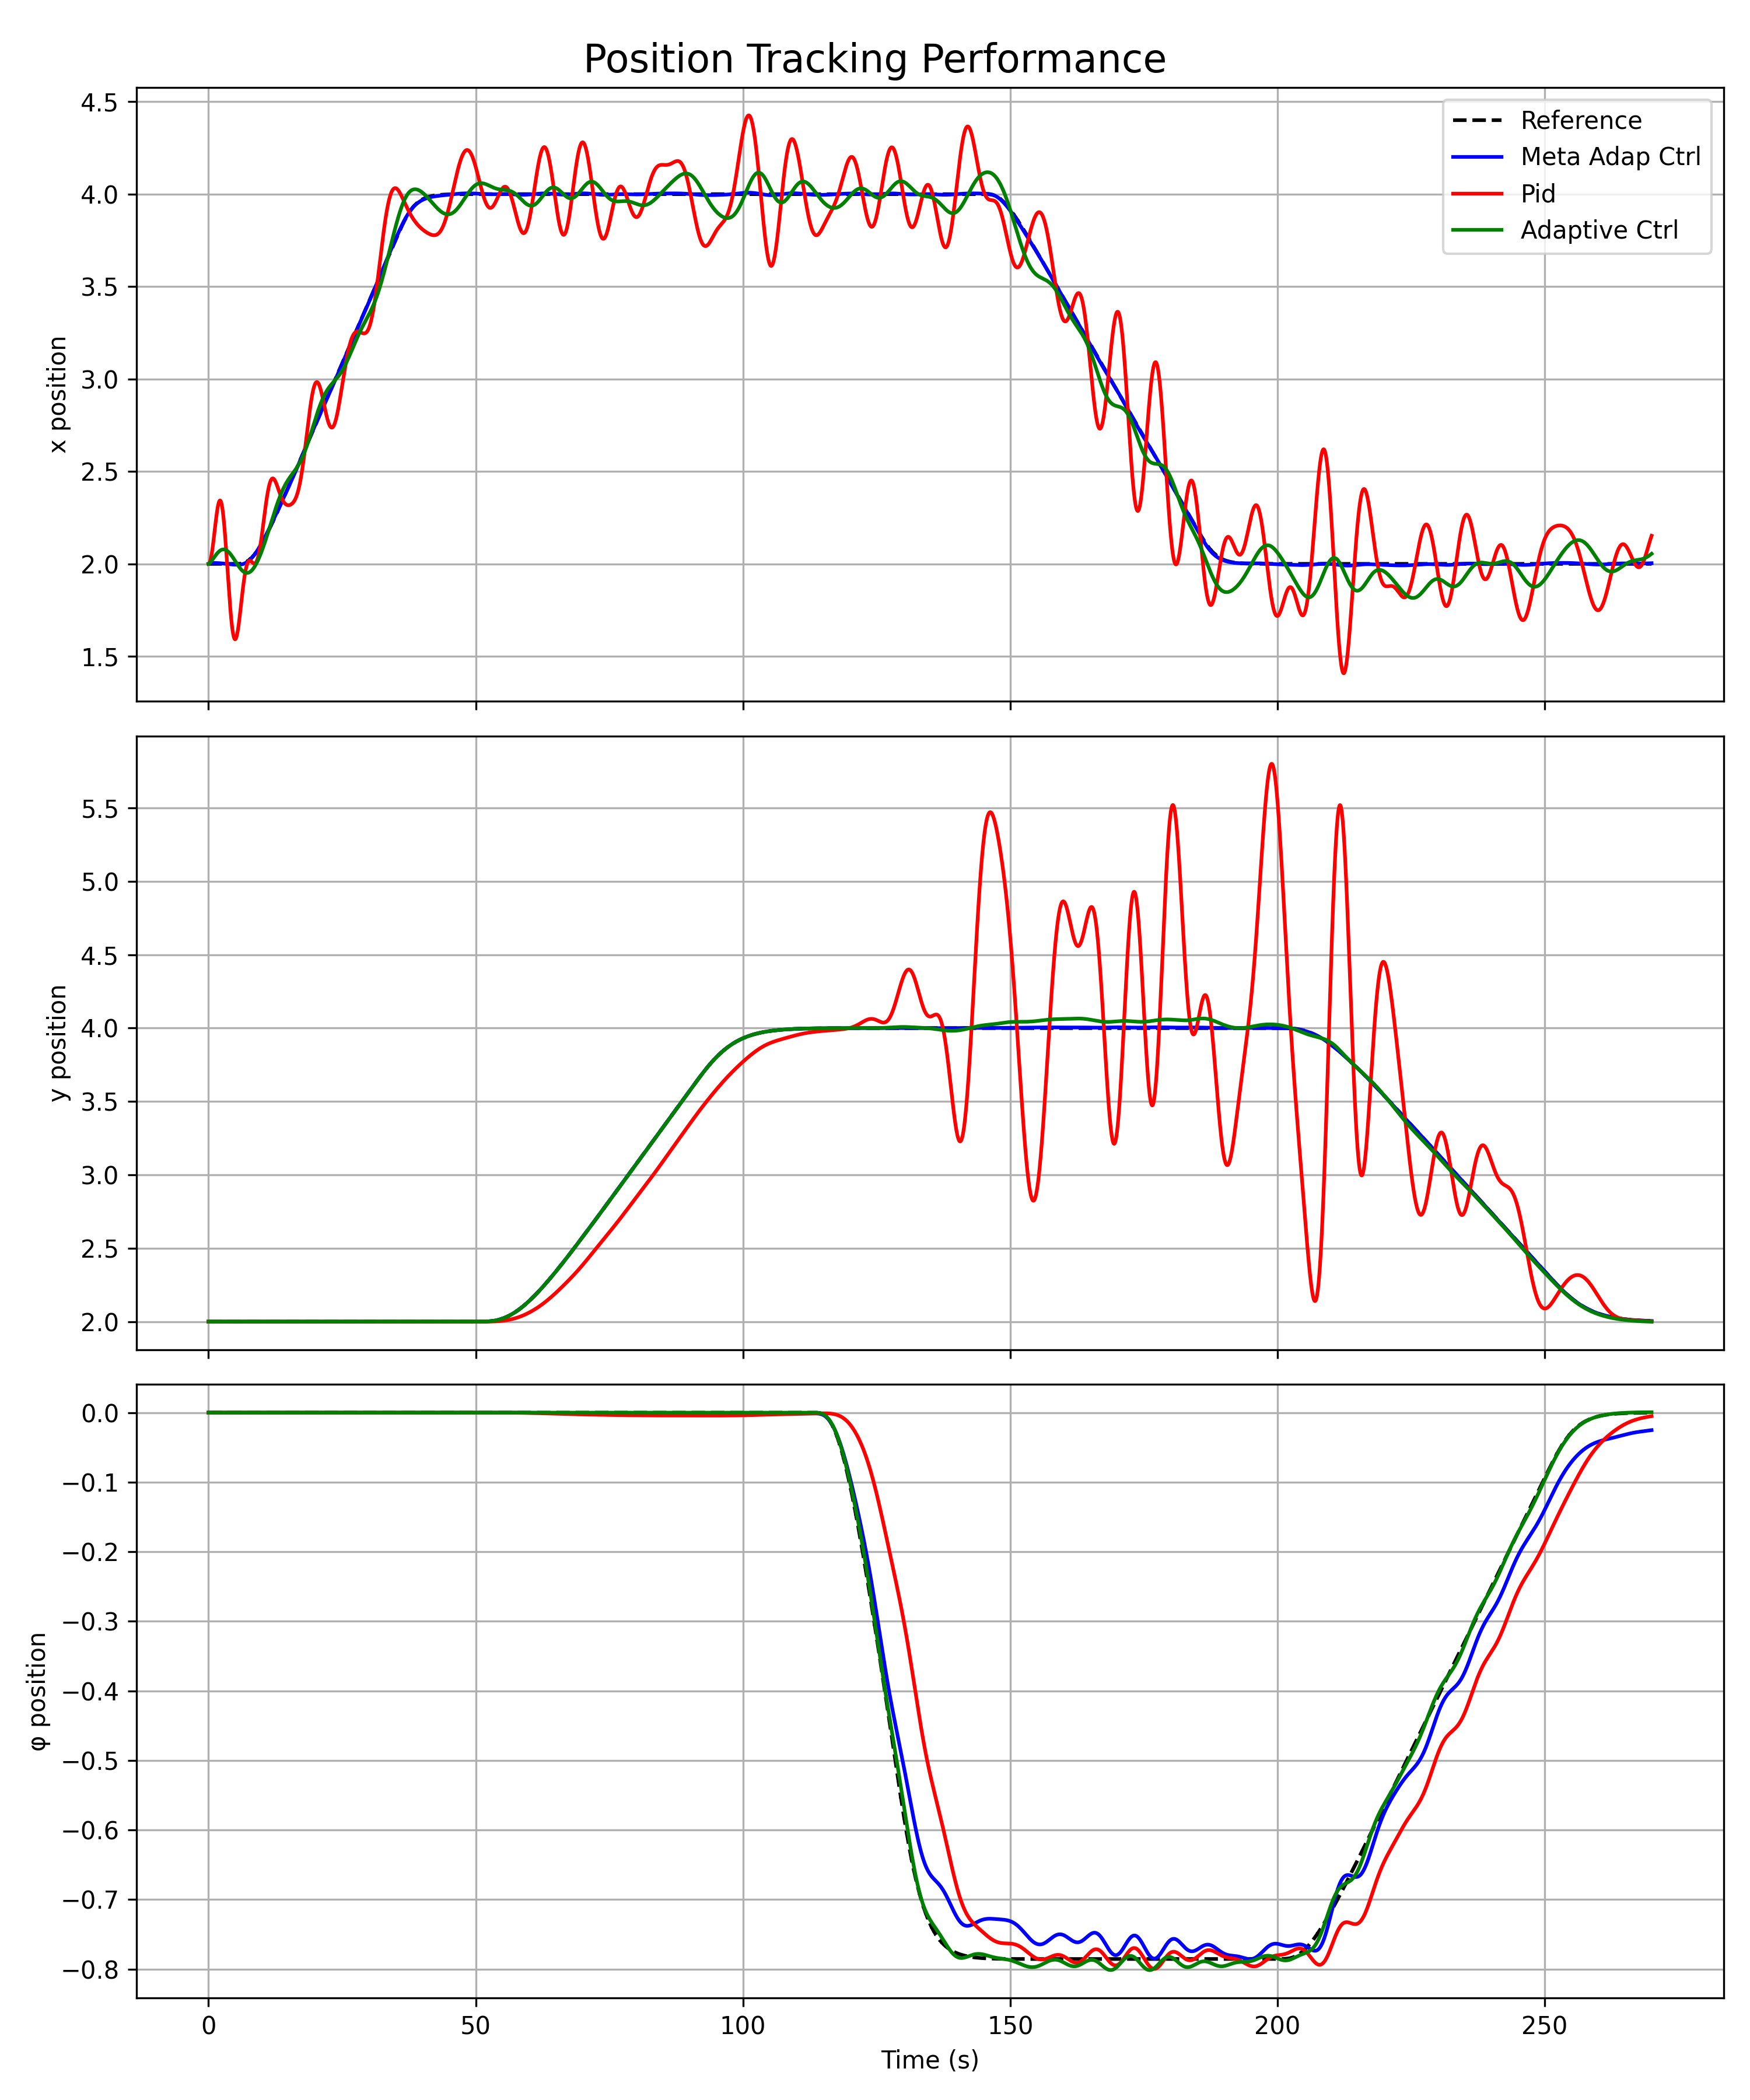 Position Tracking Performance
4.5
4.0
3.5
3.0
2.5
2.0
1.5
x position
Reference
Meta Adap Ctrl
Pid
Adaptive Ctrl
5.5
5.0
4.5
4.0
3.5
3.0
2.5
2.0
y position
0.0
−0.1
−0.2
−0.3
−0.4
−0.5
−0.6
−0.7
−0.8
φ position
0 50 100 150 200 250
Time (s)